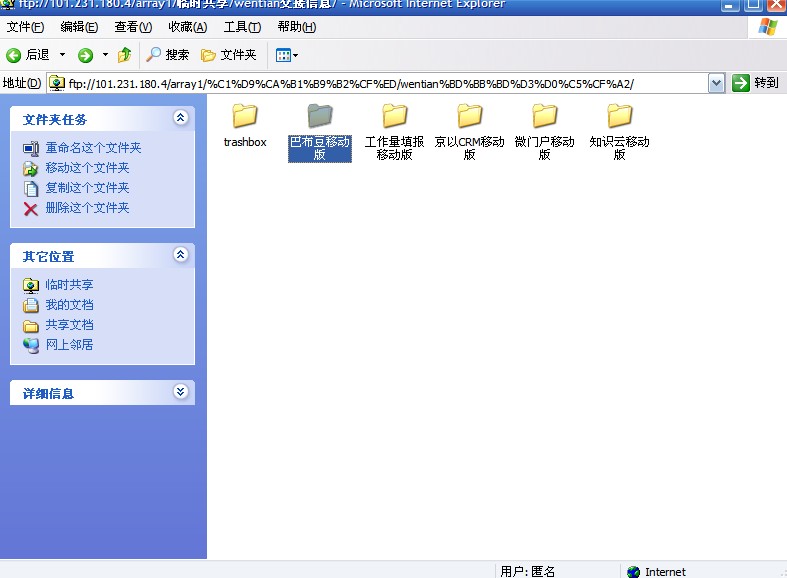 ftp://101.231.180.4/array1/临时共享/wentian交接信息/ - Microsoft Internet Explorer
文件(F) 编辑(E) 查看(V) 收藏(A) 工具(T) 帮助(H)
后退 搜索 文件夹
地址(D) ftp://101.231.180.4/array1/%C1%D9%CA%B1%B9%B2%CF%ED/wentian%BD%BB%BD%D3%D0%C5%CF%A2/ 转到
文件夹任务
重命名这个文件夹
移动这个文件夹
复制这个文件夹
删除这个文件夹
其它位置
临时共享
我的文档
共享文档
网上邻居
详细信息
trashbox
巴布豆移动
版
工作量填报
移动版
京以CRM移动
版
微门户移动
版
知识云移动
版
用户: 匿名
Internet